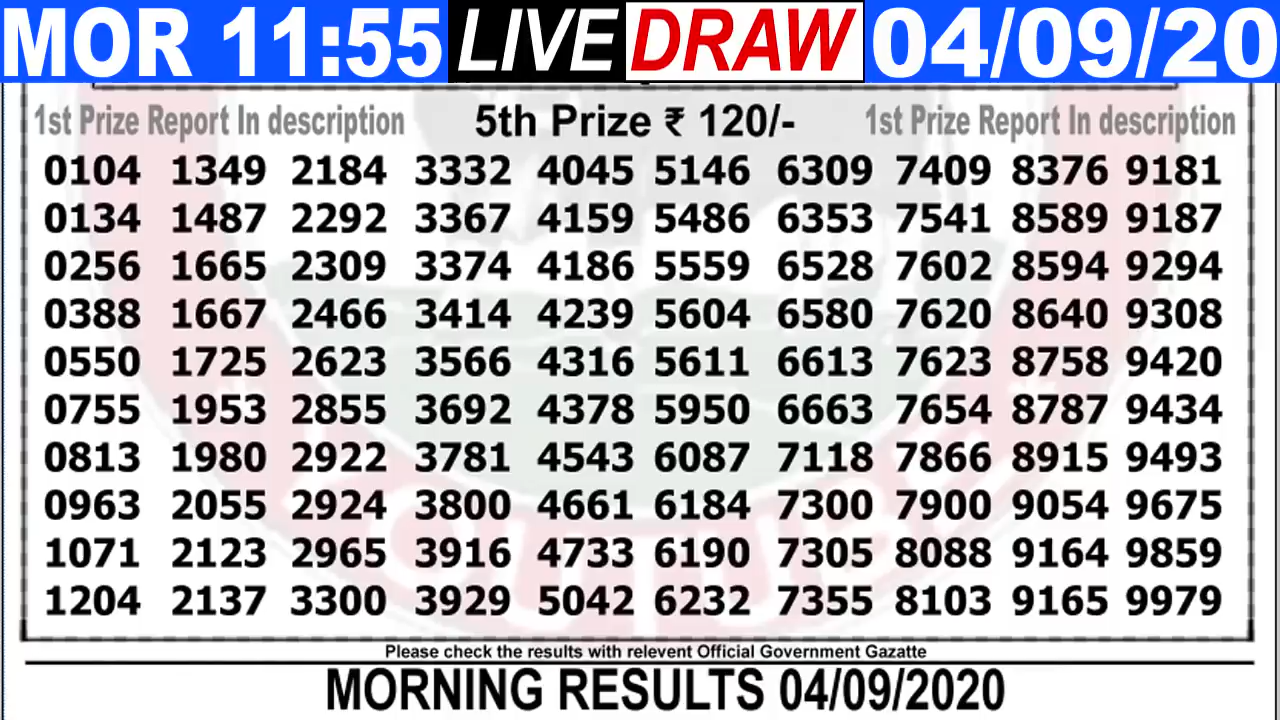 MOR 11:55 LIVE DRAW 04/09/20
1st Prize Report In description 5th Prize ₹ 120/- 1st Prize Report In description
0104 1349 2184 3332 4045 5146 6309 7409 8376 9181
0134 1487 2292 3367 4159 5486 6353 7541 8589 9187
0256 1665 2309 3374 4186 5559 6528 7602 8594 9294
0388 1667 2466 3414 4239 5604 6580 7620 8640 9308
0550 1725 2623 3566 4316 5611 6613 7623 8758 9420
0755 1953 2855 3692 4378 5950 6663 7654 8787 9434
0813 1980 2922 3781 4543 6087 7118 7866 8915 9493
0963 2055 2924 3800 4661 6184 7300 7900 9054 9675
1071 2123 2965 3916 4733 6190 7305 8088 9164 9859
1204 2137 3300 3929 5042 6232 7355 8103 9165 9979
Please check the results with relevent Official Government Gazatte
MORNING RESULTS 04/09/2020